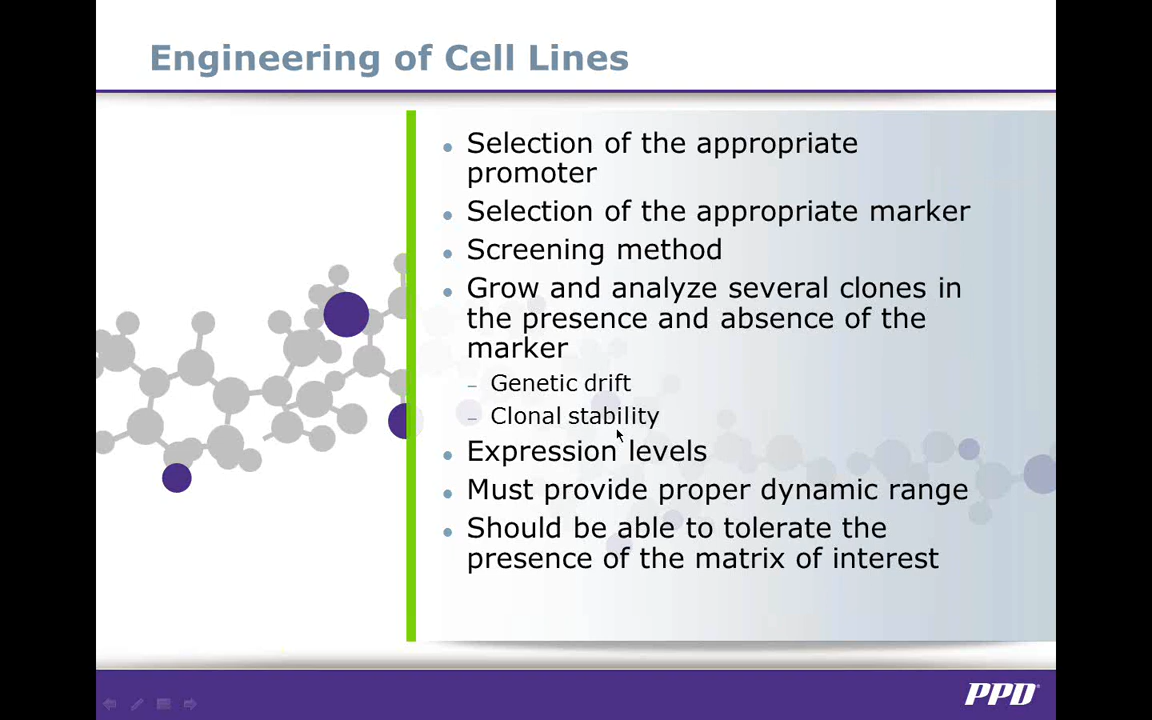 Engineering of Cell Lines
• Selection of the appropriate
promoter
• Selection of the appropriate marker
• Screening method
• Grow and analyze several clones in
the presence and absence of the
marker
– Genetic drift
– Clonal stability
• Expression levels
• Must provide proper dynamic range
• Should be able to tolerate the
presence of the matrix of interest
PPD®